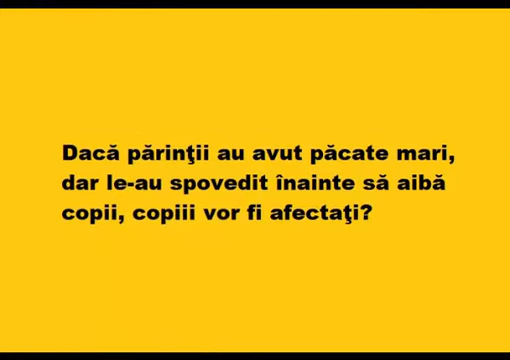 Dacă părinţii au avut păcate mari,
dar le-au spovedit înainte să aibă
copii, copiii vor fi afectaţi?